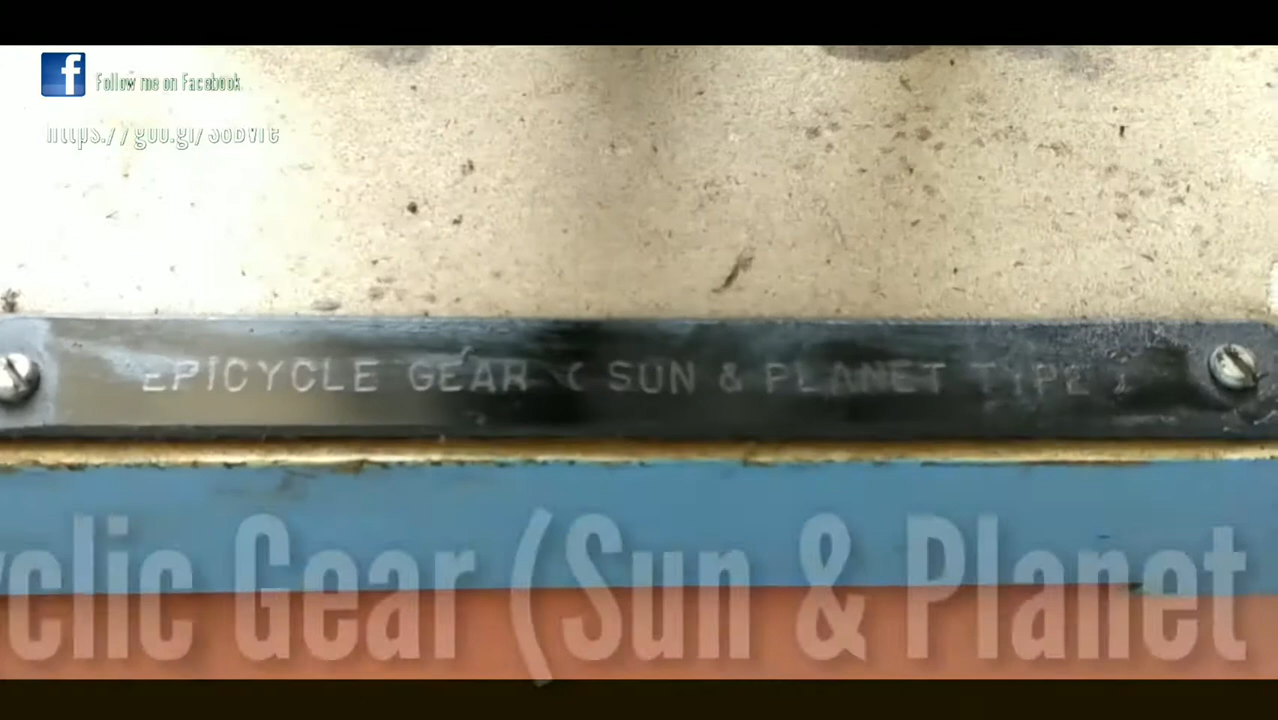 f Follow me on Facebook
EPICYCLE GEAR ( SUN & PLANET TYPE )
clic Gear (Sun & Planet